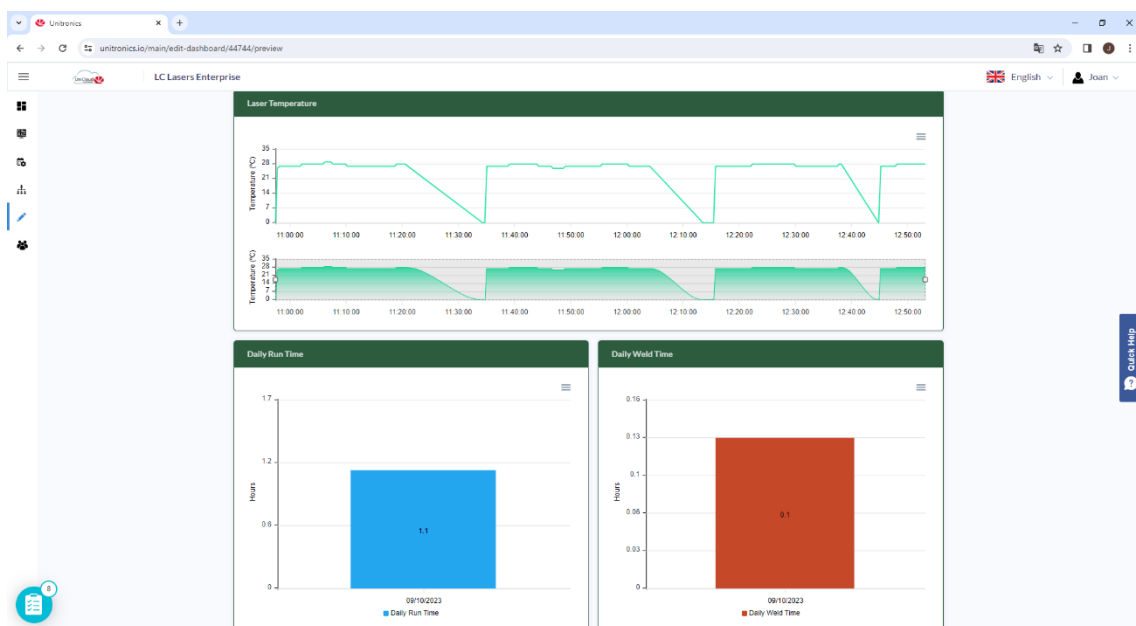 Unitronics
unitronics.io/main/edit-dashboard/44744/preview
J
UniCloud
LC Lasers Enterprise
English
Joan
Laser Temperature
Temperature (ºC)
35
28
21
14
7
0
11:00:00 11:10:00 11:20:00 11:30:00 11:40:00 11:50:00 12:00:00 12:10:00 12:20:00 12:30:00 12:40:00 12:50:00
Temperature (ºC)
35
28
21
14
7
0
11:00:00 11:10:00 11:20:00 11:30:00 11:40:00 11:50:00 12:00:00 12:10:00 12:20:00 12:30:00 12:40:00 12:50:00
Quick Help
?
Daily Run Time
Hours
1.7
1.2
0.6
0
1.1
09/10/2023
Daily Run Time
Daily Weld Time
Hours
0.16
0.13
0.1
0.06
0.03
0
0.1
09/10/2023
Daily Weld Time
8